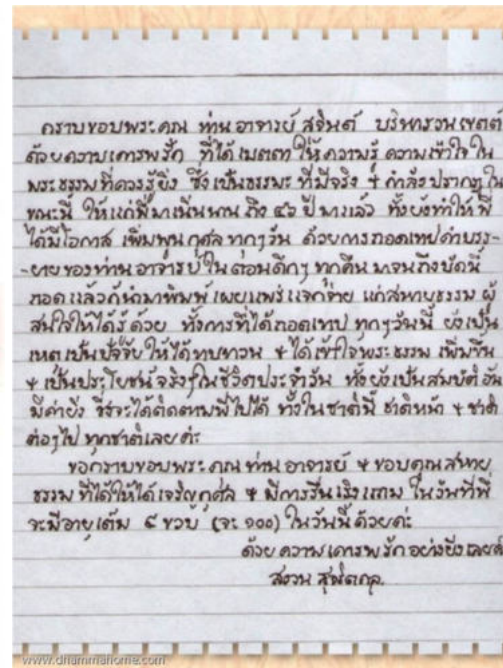 กราบขอบพระคุณ ท่านอาจารย์ สุจินต์ บริหารวนเขตต์
ด้วยความเคารพรัก ที่ได้เมตตาให้ความรู้ ความเข้าใจใน
พระธรรมที่ควรรู้ยิ่ง ซึ่งเป็นธรรมะ ที่มีจริง + กำลังปรากฏใน
ขณะนี้ ให้แก่พี่มาเนิ่นนาน ถึง ๔๖ ปี มาแล้ว ทั้งยังทำให้ พี่
ได้มีโอกาส เพิ่มพูนกุศล ทุกๆวัน ด้วยการถอดเทปคำบรร-
-ยายของท่านอาจารย์ ในตอนดึกๆ ทุกคืน มาจนถึงบัดนี้
ถอดแล้วก็นำมาพิมพ์ เผยแพร่ แจกจ่าย แก่สหายธรรม ผู้
สนใจให้ได้รู้ด้วย ทั้งการที่ได้ถอดเทป ทุกๆวันนี้ ยังเป็น
เหตุเป็นปัจจัย ให้ได้ทบทวน + ได้เข้าใจพระธรรม เพิ่มขึ้น
+ เป็นประโยชน์จริงๆในชีวิตประจำวัน ทั้งยังเป็นสมบัติอัน
มีค่ายิ่ง ซึ่งจะได้ติดตามพี่ไปได้ ทั้งในชาตินี้ ชาติหน้า + ชาติ
ต่อๆไป ทุกชาติเลยค่ะ
ขอกราบขอบพระคุณท่านอาจารย์ + ขอบคุณสหาย
ธรรม ที่ได้ให้ได้เจริญกุศล + มีการรื่นเริงแถม ในวันที่พี่
จะมีอายุเต็ม ๙ ขวบ (จะ ๑๐๐) ในวันนี้ด้วยค่ะ
ด้วยความเคารพรักอย่างยิ่งเลยค่ะ
สงวน สุจริตกุล.
www.dhammahome.com